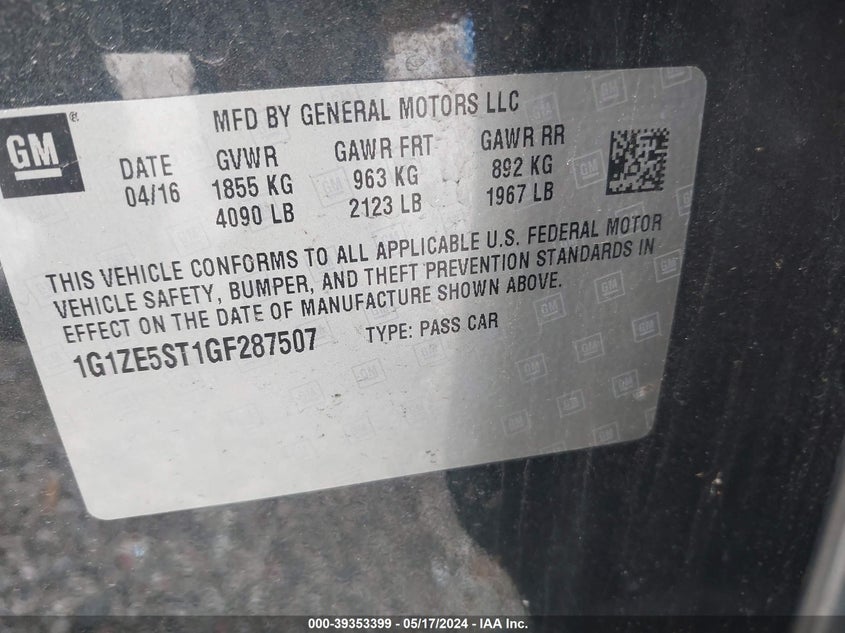 GM
®
MFD BY GENERAL MOTORS LLC
DATE GVWR GAWR FRT GAWR RR
04/16 1855 KG 963 KG 892 KG
4090 LB 2123 LB 1967 LB
THIS VEHICLE CONFORMS TO ALL APPLICABLE U.S. FEDERAL MOTOR
VEHICLE SAFETY, BUMPER, AND THEFT PREVENTION STANDARDS IN
EFFECT ON THE DATE OF MANUFACTURE SHOWN ABOVE.
1G1ZE5ST1GF287507 TYPE: PASS CAR
000-39353399 - 05/17/2024 - IAA Inc.